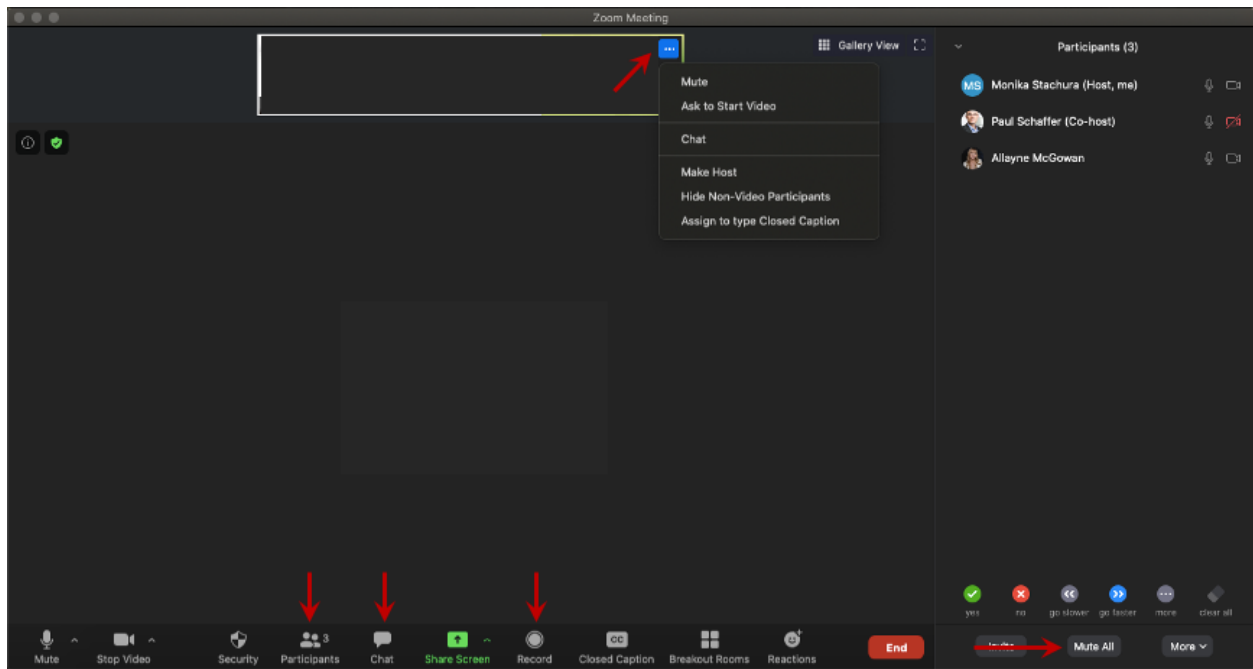 Zoom Meeting
Gallery View
Mute
Ask to Start Video
Chat
Make Host
Hide Non-Video Participants
Assign to type Closed Caption
Participants (3)
MS Monika Stachura (Host, me)
Paul Schaffer (Co-host)
Allayne McGowan
yes no go slower go faster more clear all
Invite Mute All More
Mute Stop Video Security Participants 3 Chat Share Screen Record CC Closed Caption Breakout Rooms Reactions End